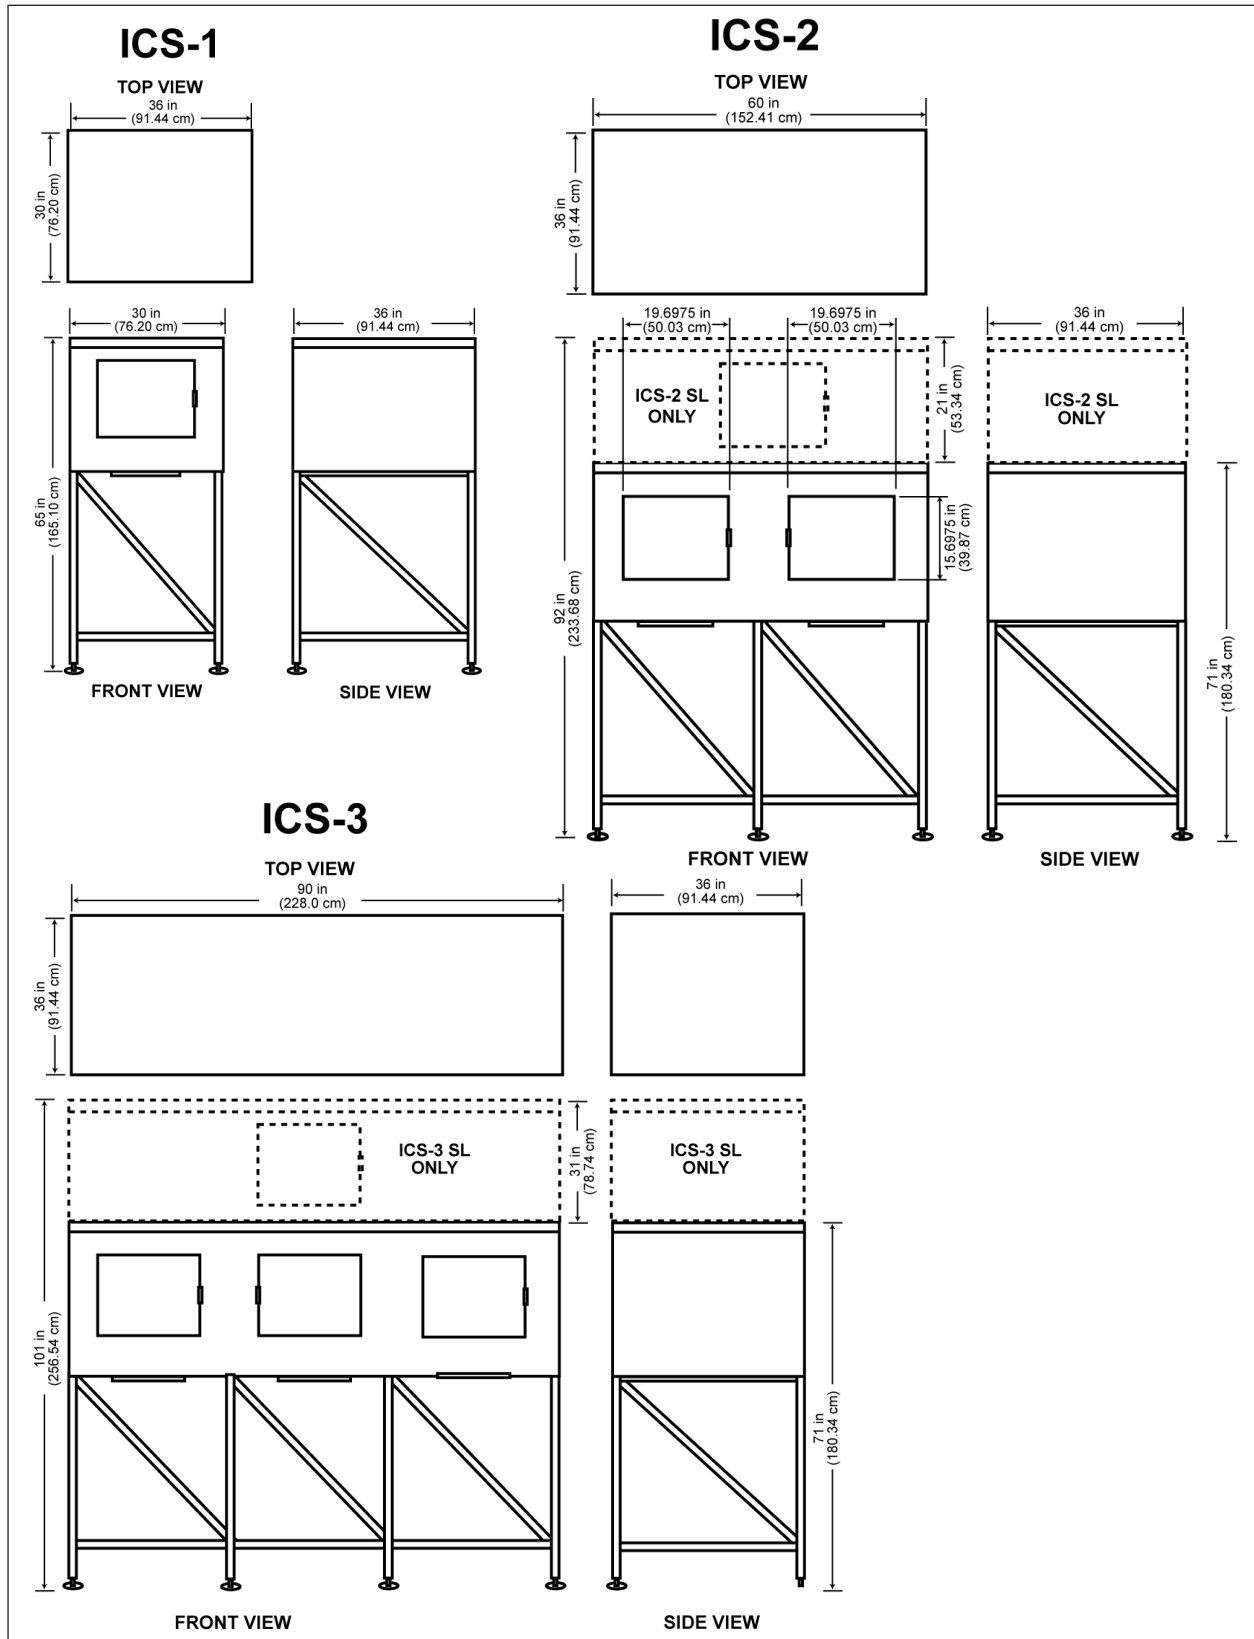 ICS-1
TOP VIEW
36 in
(91.44 cm)
30 in
(76.20 cm)
30 in
(76.20 cm)
36 in
(91.44 cm)
65 in
(165.10 cm)
FRONT VIEW
SIDE VIEW
ICS-2
TOP VIEW
60 in
(152.41 cm)
36 in
(91.44 cm)
19.6975 in
(50.03 cm)
19.6975 in
(50.03 cm)
36 in
(91.44 cm)
ICS-2 SL
ONLY
21 in
(53.34 cm)
ICS-2 SL
ONLY
15.6975 in
(39.87 cm)
92 in
(233.68 cm)
71 in
(180.34 cm)
FRONT VIEW
SIDE VIEW
ICS-3
TOP VIEW
90 in
(228.0 cm)
36 in
(91.44 cm)
36 in
(91.44 cm)
ICS-3 SL
ONLY
31 in
(78.74 cm)
ICS-3 SL
ONLY
101 in
(256.54 cm)
71 in
(180.34 cm)
FRONT VIEW
SIDE VIEW